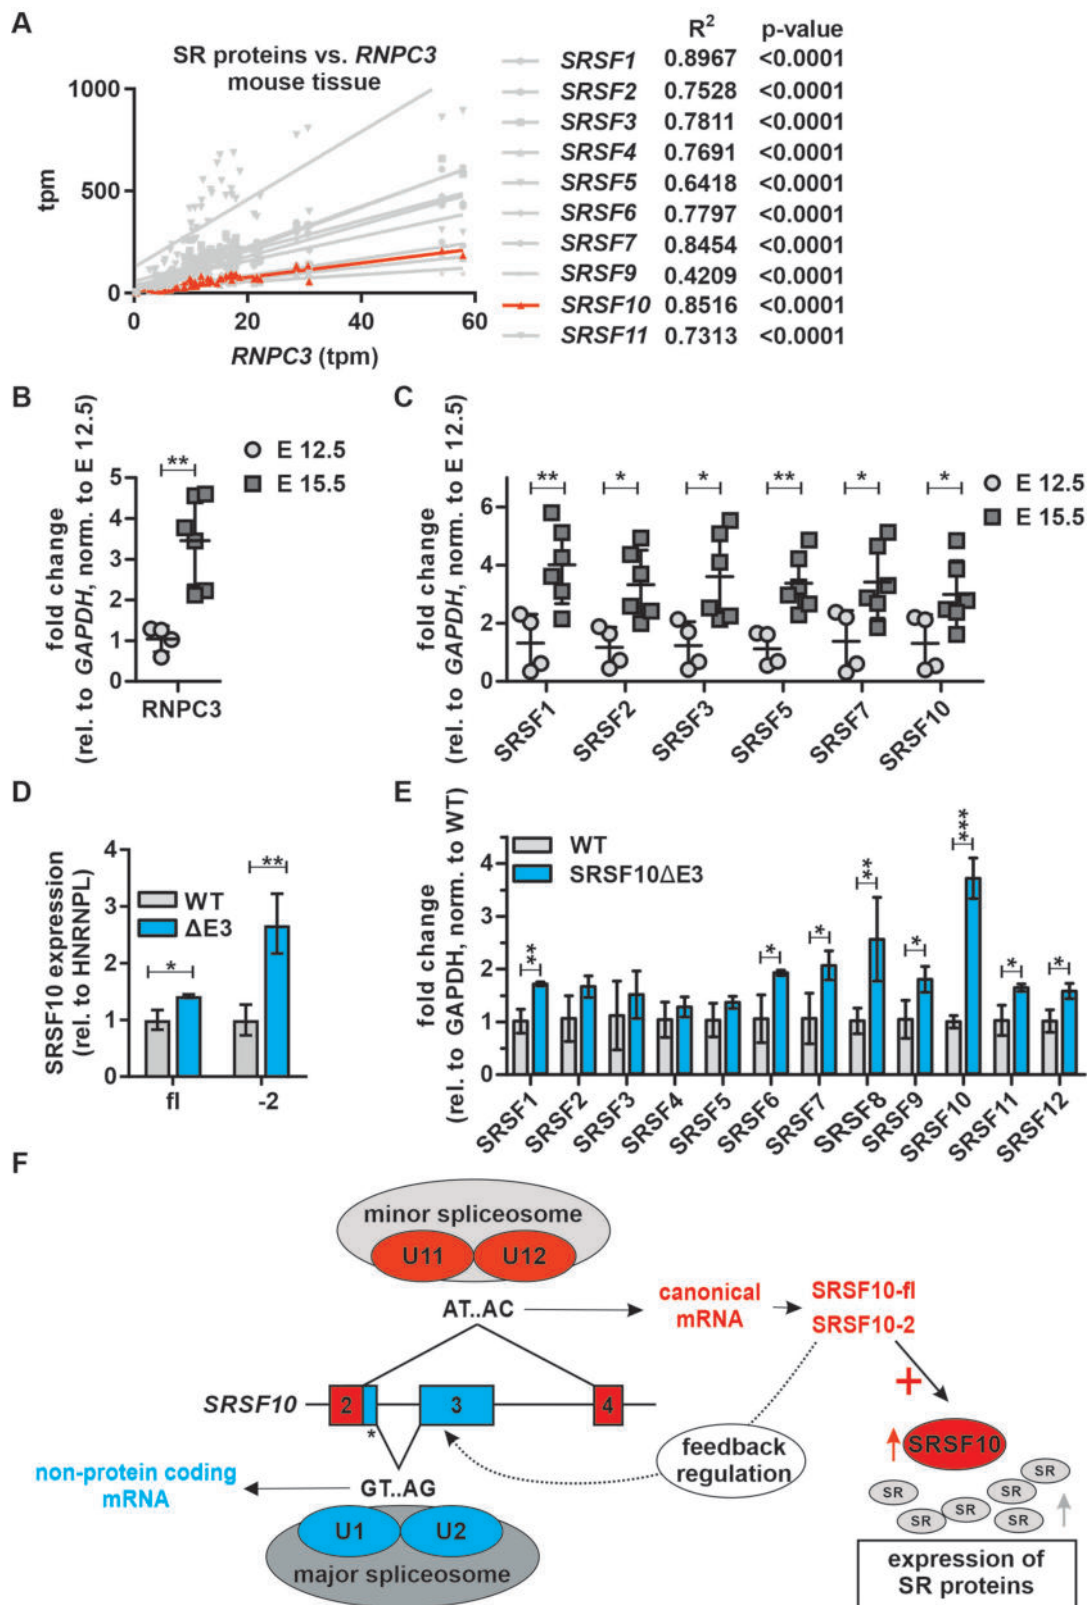 A
SR proteins vs. RNPC3
mouse tissue
tpm
1000
500
0
0 20 40 60
RNPC3 (tpm)
R² p-value
SRSF1 0.8967 <0.0001
SRSF2 0.7528 <0.0001
SRSF3 0.7811 <0.0001
SRSF4 0.7691 <0.0001
SRSF5 0.6418 <0.0001
SRSF6 0.7797 <0.0001
SRSF7 0.8454 <0.0001
SRSF9 0.4209 <0.0001
SRSF10 0.8516 <0.0001
SRSF11 0.7313 <0.0001
B
fold change
(rel. to GAPDH, norm. to E 12.5)
E 12.5
E 15.5
**
5
4
3
2
1
0
RNPC3
C
fold change
(rel. to GAPDH, norm. to E 12.5)
** * * ** * *
E 12.5
E 15.5
6
4
2
0
SRSF1 SRSF2 SRSF3 SRSF5 SRSF7 SRSF10
D
SRSF10 expression
(rel. to HNRNPL)
4
3
2
1
0
WT
ΔE3
* **
fl -2
E
fold change
(rel. to GAPDH, norm. to WT)
WT
SRSF10ΔE3
4
2
1
0
** * * ** * *** * *
SRSF1 SRSF2 SRSF3 SRSF4 SRSF5 SRSF6 SRSF7 SRSF8 SRSF9 SRSF10 SRSF11 SRSF12
F
minor spliceosome
U11 U12
AT..AC
canonical
mRNA
SRSF10-fl
SRSF10-2
+
SRSF10 2 3 4
*
feedback
regulation
SRSF10
SR
SR SR SR SR
non-protein coding
mRNA
GT..AG
U1 U2
major spliceosome
expression of
SR proteins